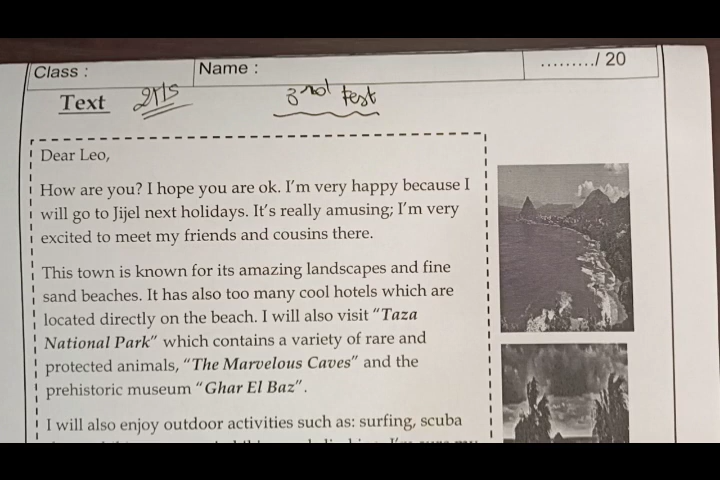 Class :
Name :
........./ 20
Text
3rd test
Dear Leo,
How are you? I hope you are ok. I'm very happy because I
will go to Jijel next holidays. It's really amusing; I'm very
excited to meet my friends and cousins there.
This town is known for its amazing landscapes and fine
sand beaches. It has also too many cool hotels which are
located directly on the beach. I will also visit "Taza
National Park" which contains a variety of rare and
protected animals, "The Marvelous Caves" and the
prehistoric museum "Ghar El Baz".
I will also enjoy outdoor activities such as: surfing, scuba